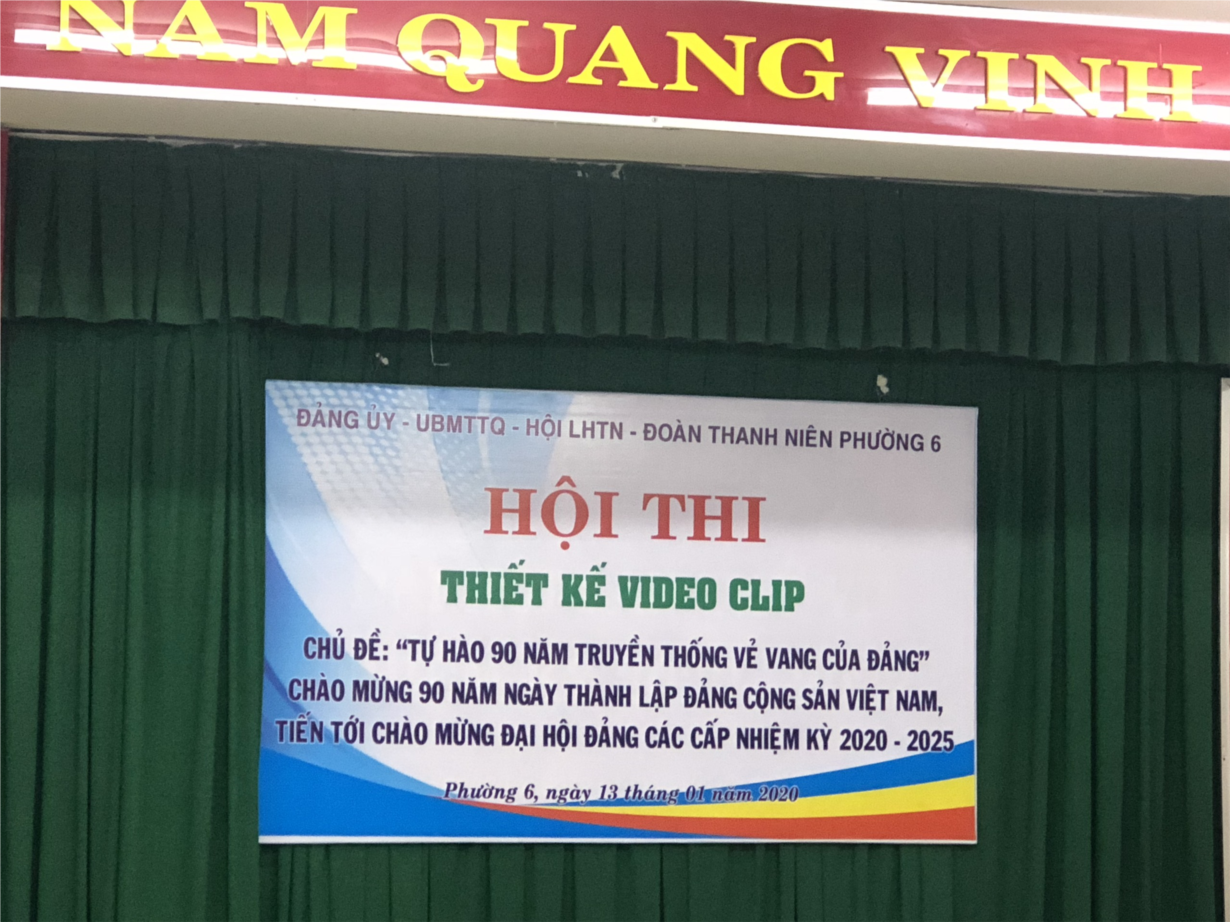 NAM QUANG VINH
ĐẢNG ỦY - UBMTTQ - HỘI LHTN - ĐOÀN THANH NIÊN PHƯỜNG 6
HỘI THI
THIẾT KẾ VIDEO CLIP
CHỦ ĐỀ: “TỰ HÀO 90 NĂM TRUYỀN THỐNG VẺ VANG CỦA ĐẢNG”
CHÀO MỪNG 90 NĂM NGÀY THÀNH LẬP ĐẢNG CỘNG SẢN VIỆT NAM,
TIẾN TỚI CHÀO MỪNG ĐẠI HỘI ĐẢNG CÁC CẤP NHIỆM KỲ 2020 - 2025
Phường 6, ngày 13 tháng 01 năm 2020